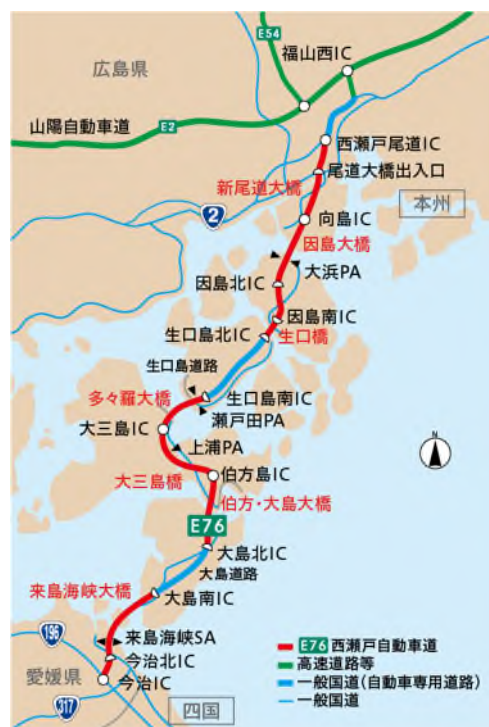 E54
福山西IC
広島県
山陽自動車道
E2
西瀬戸尾道IC
尾道大橋出入口
新尾道大橋
2
本州
向島IC
因島大橋
大浜PA
因島北IC
因島南IC
生口島北IC
生口橋
生口島道路
多々羅大橋
生口島南IC
瀬戸田PA
大三島IC
上浦PA
大三島橋
伯方島IC
伯方・大島大橋
E76
大島北IC
大島道路
来島海峡大橋
大島南IC
196
来島海峡SA
今治北IC
愛媛県
今治IC
317
四国
E76 西瀬戸自動車道
高速道路等
一般国道(自動車専用道路)
一般国道
N